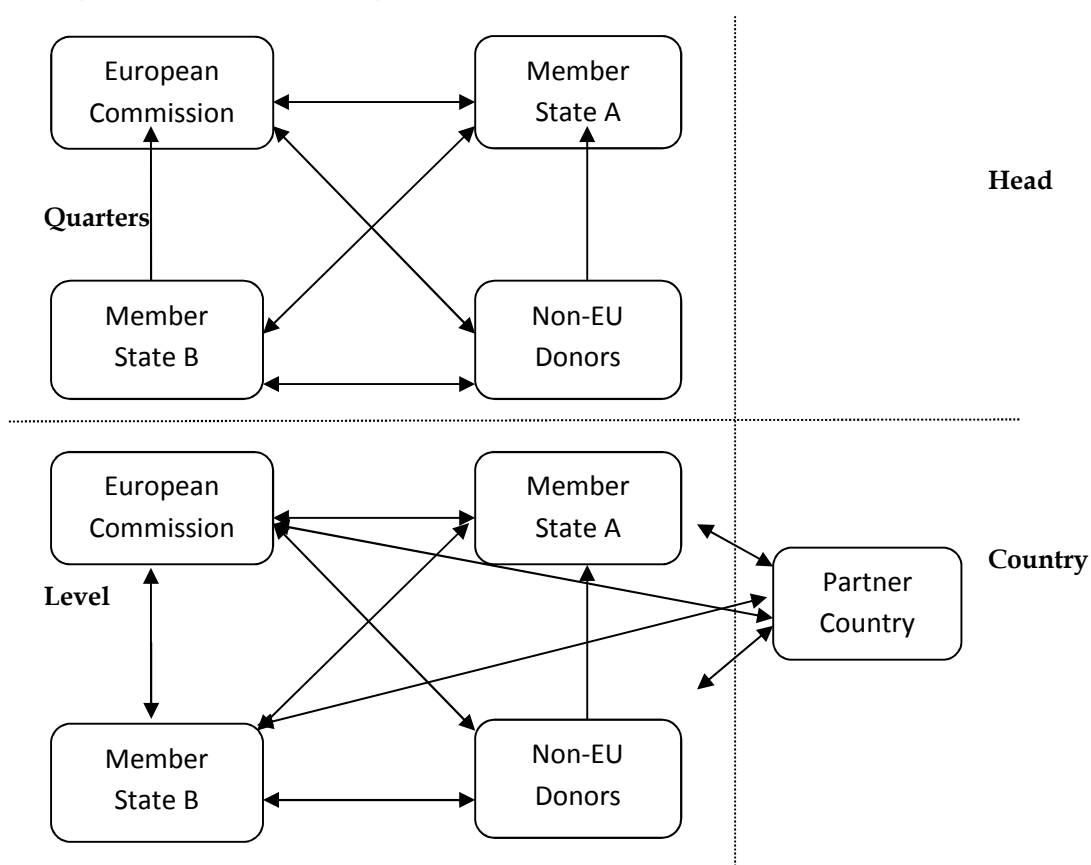 European
Commission
Member
State A
Head
Quarters
Member
State B
Non-EU
Donors
European
Commission
Member
State A
Country
Level
Partner
Country
Member
State B
Non-EU
Donors